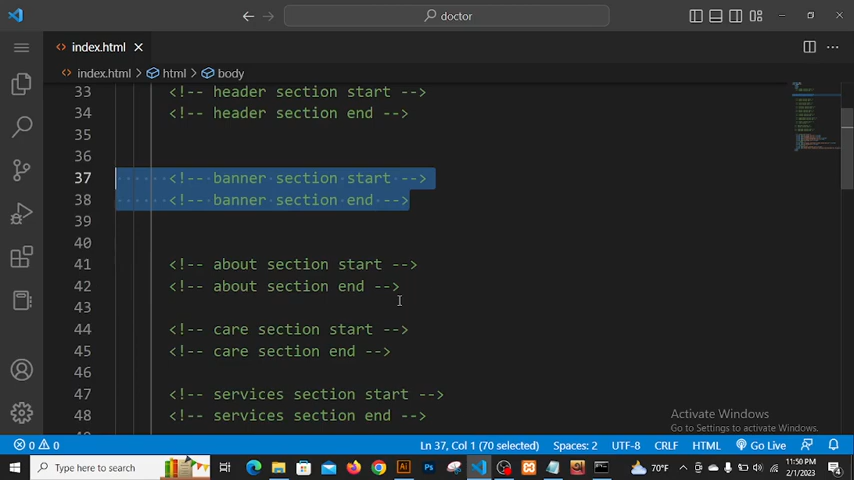 doctor
index.html
index.html html body
33 <!-- header section start -->
34 <!-- header section end -->
35
36
37 <!-- banner section start -->
38 <!-- banner section end -->
39
40
41 <!-- about section start -->
42 <!-- about section end -->
43
44 <!-- care section start -->
45 <!-- care section end -->
46
47 <!-- services section start -->
48 <!-- services section end -->
Activate Windows
Go to Settings to activate Windows.
0 0 Ln 37, Col 1 (70 selected) Spaces: 2 UTF-8 CRLF HTML Go Live
Type here to search
70°F
11:50 PM
2/1/2023
4